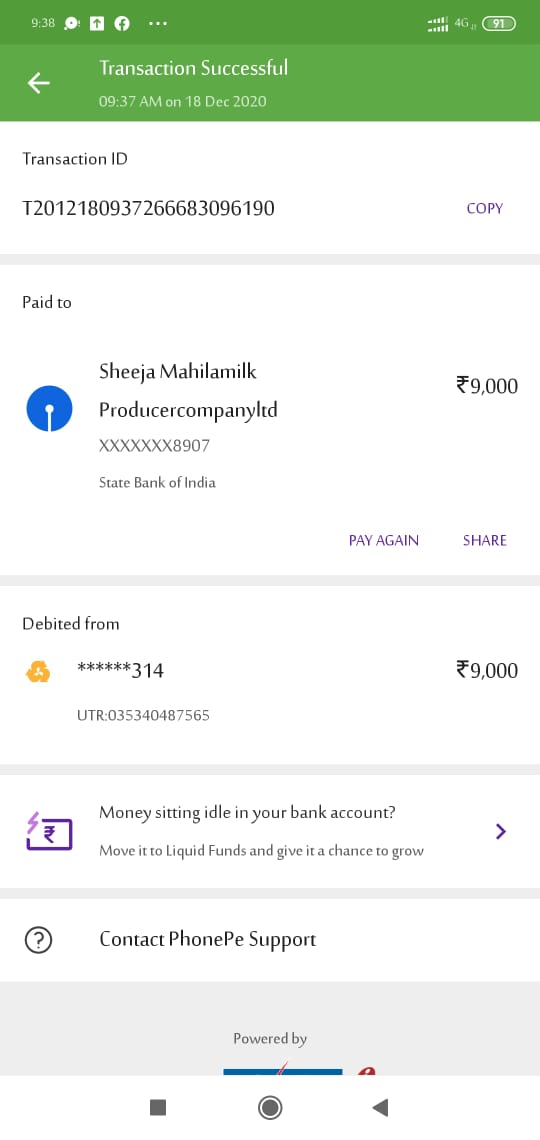 9:38
4G
91
Transaction Successful
09:37 AM on 18 Dec 2020
Transaction ID
T2012180937266683096190
COPY
Paid to
Sheeja Mahilamilk
Producercompanyltd
₹9,000
XXXXXXX8907
State Bank of India
PAY AGAIN
SHARE
Debited from
******314
₹9,000
UTR:035340487565
Money sitting idle in your bank account?
Move it to Liquid Funds and give it a chance to grow
Contact PhonePe Support
Powered by